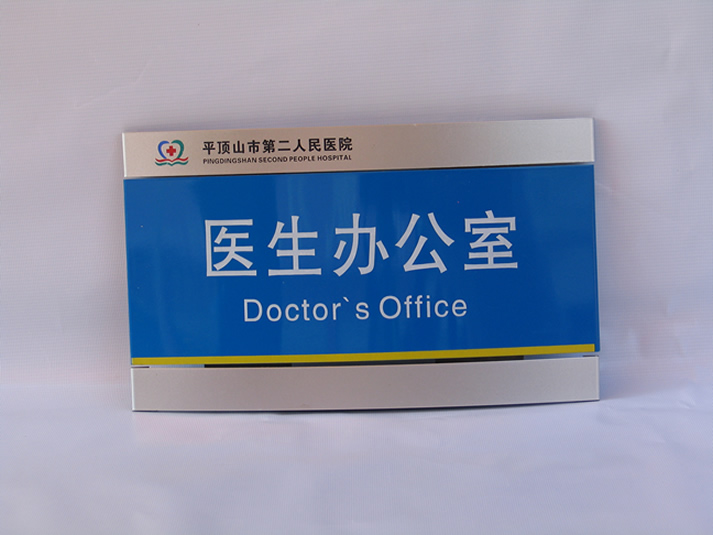 平顶山市第二人民医院
PINGDINGSHAN SECOND PEOPLE HOSPITAL
医生办公室
Doctor`s Office